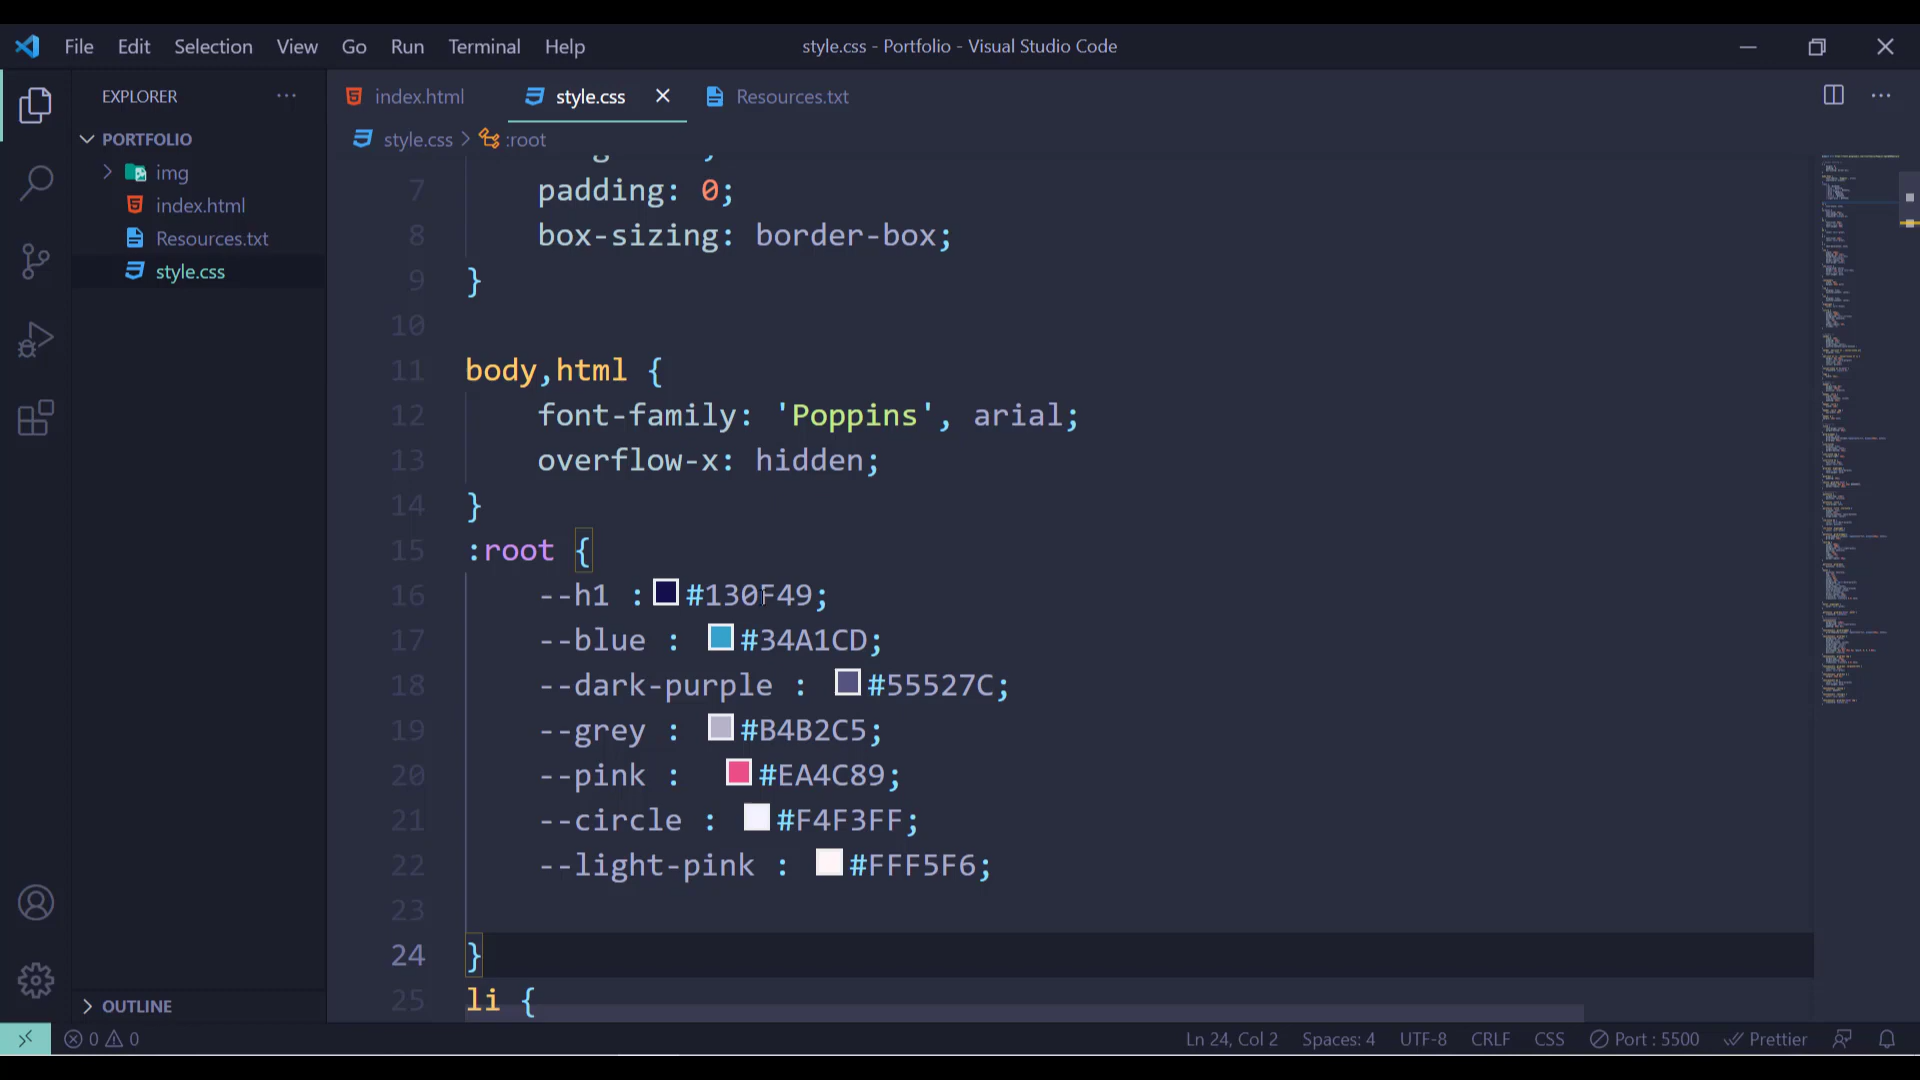 File Edit Selection View Go Run Terminal Help
style.css - Portfolio - Visual Studio Code
EXPLORER
PORTFOLIO
img
index.html
Resources.txt
style.css
OUTLINE
index.html style.css Resources.txt
style.css > :root
7 padding: 0;
8 box-sizing: border-box;
9 }
10
11 body,html {
12 font-family: 'Poppins', arial;
13 overflow-x: hidden;
14 }
15 :root {
16 --h1 : #130F49;
17 --blue : #34A1CD;
18 --dark-purple : #55527C;
19 --grey : #B4B2C5;
20 --pink : #EA4C89;
21 --circle : #F4F3FF;
22 --light-pink : #FFF5F6;
23
24 }
25 li {
0 0 Ln 24, Col 2 Spaces: 4 UTF-8 CRLF CSS Port : 5500 Prettier